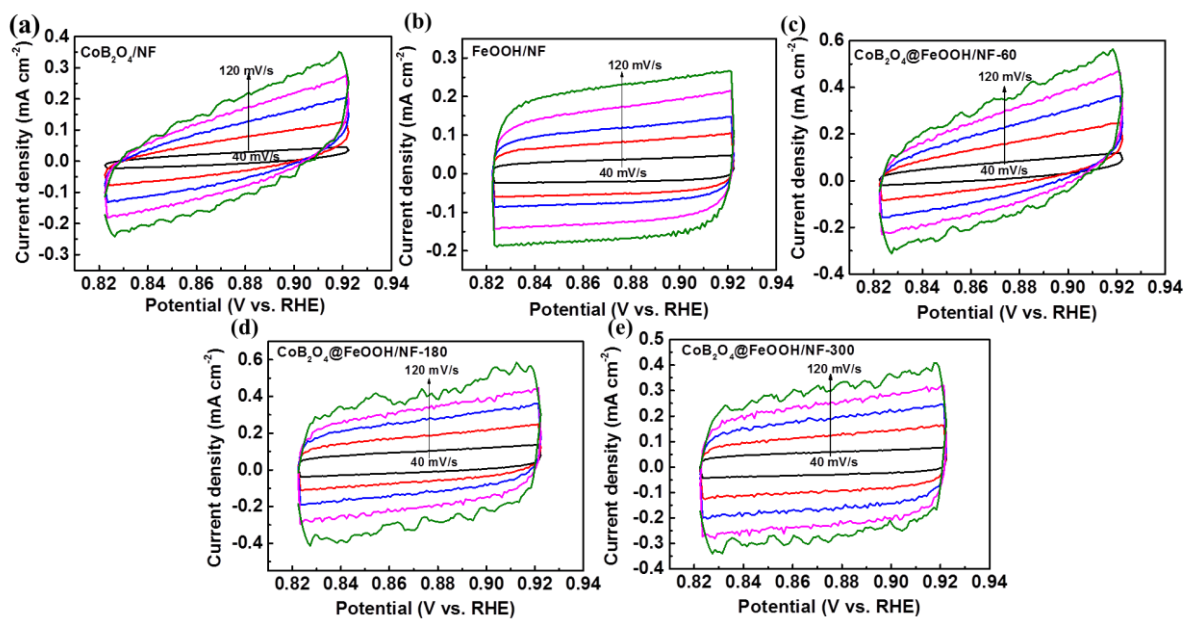 (a)
CoB₂O₄/NF
120 mV/s
40 mV/s
Current density (mA cm⁻²)
0.4
0.3
0.2
0.1
0.0
-0.1
-0.2
-0.3
0.82 0.84 0.86 0.88 0.90 0.92 0.94
Potential (V vs. RHE)
(b)
FeOOH/NF
120 mV/s
40 mV/s
Current density (mA cm⁻²)
0.3
0.2
0.1
0.0
-0.1
-0.2
0.82 0.84 0.86 0.88 0.90 0.92 0.94
Potential (V vs. RHE)
(c)
CoB₂O₄@FeOOH/NF-60
120 mV/s
40 mV/s
Current density (mA cm⁻²)
0.6
0.4
0.2
0.0
-0.2
-0.4
0.82 0.84 0.86 0.88 0.90 0.92 0.94
Potential (V vs. RHE)
(d)
CoB₂O₄@FeOOH/NF-180
120 mV/s
40 mV/s
Current density (mA cm⁻²)
0.6
0.4
0.2
0.0
-0.2
-0.4
0.82 0.84 0.86 0.88 0.90 0.92 0.94
Potential (V vs. RHE)
(e)
CoB₂O₄@FeOOH/NF-300
120 mV/s
40 mV/s
Current density (mA cm⁻²)
0.5
0.4
0.3
0.2
0.1
0.0
-0.1
-0.2
-0.3
-0.4
0.82 0.84 0.86 0.88 0.90 0.92 0.94
Potential (V vs. RHE)